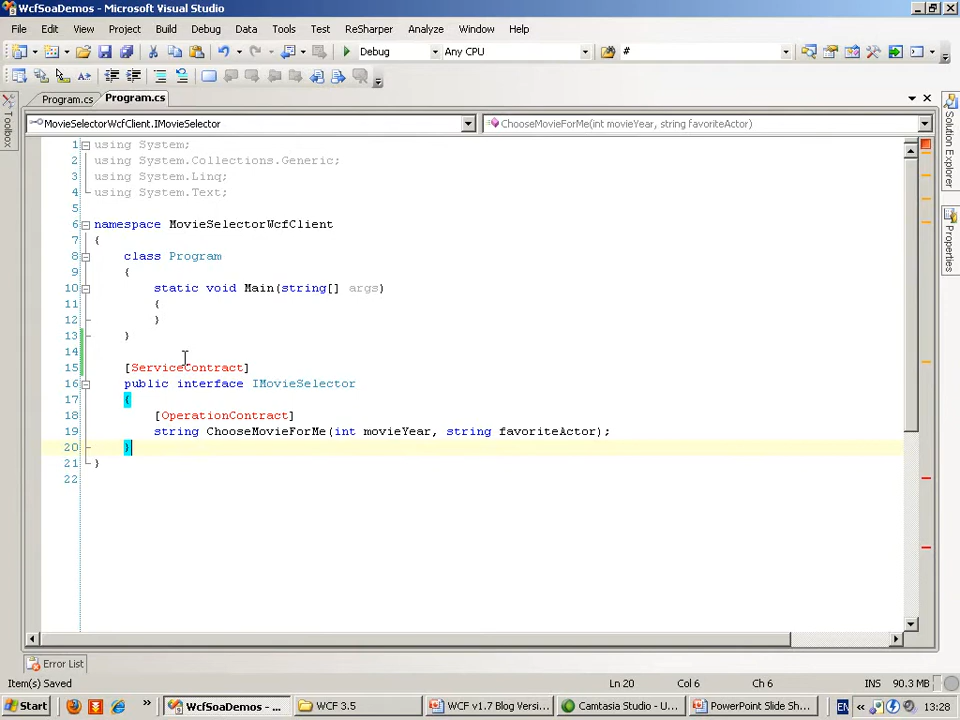 WcfSoaDemos - Microsoft Visual Studio
File Edit View Project Build Debug Data Tools Test ReSharper Analyze Window Help
Debug Any CPU #
Program.cs Program.cs
MovieSelectorWcfClient.IMovieSelector ChooseMovieForMe(int movieYear, string favoriteActor)
Toolbox
Solution Explorer
Properties
1 using System;
2 using System.Collections.Generic;
3 using System.Linq;
4 using System.Text;
5
6 namespace MovieSelectorWcfClient
7 {
8 class Program
9 {
10 static void Main(string[] args)
11 {
12 }
13 }
14
15 [ServiceContract]
16 public interface IMovieSelector
17 {
18 [OperationContract]
19 string ChooseMovieForMe(int movieYear, string favoriteActor);
20 }
21 }
22
Error List
Item(s) Saved Ln 20 Col 6 Ch 6 INS 90.3 MB
Start » WcfSoaDemos - ... WCF 3.5 WCF v1.7 Blog Versi... Camtasia Studio - U... PowerPoint Slide Sh... EN « 13:28